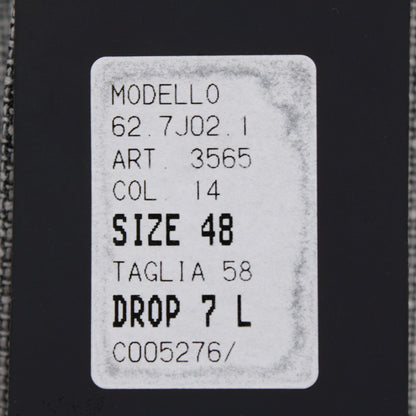 MODELLO
62.7J02.1
ART. 3565
COL. 14
SIZE 48
TAGLIA 58
DROP 7 L
C005276/